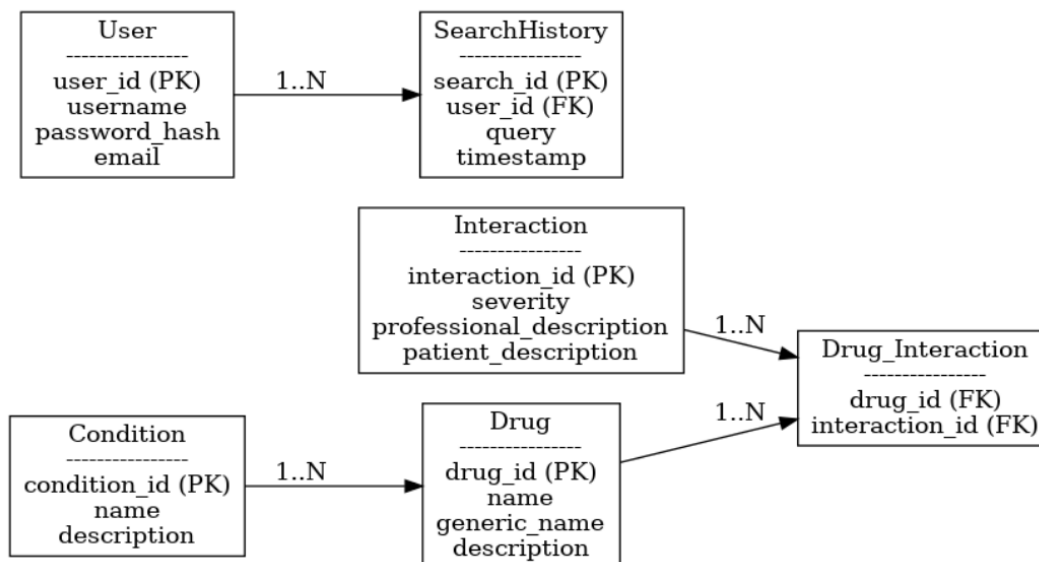 User
----------------
user_id (PK)
username
password_hash
email
1..N
SearchHistory
----------------
search_id (PK)
user_id (FK)
query
timestamp
Interaction
----------------
interaction_id (PK)
severity
professional_description
patient_description
1..N
Drug_Interaction
----------------
drug_id (FK)
interaction_id (FK)
Condition
----------------
condition_id (PK)
name
description
1..N
Drug
----------------
drug_id (PK)
name
generic_name
description
1..N